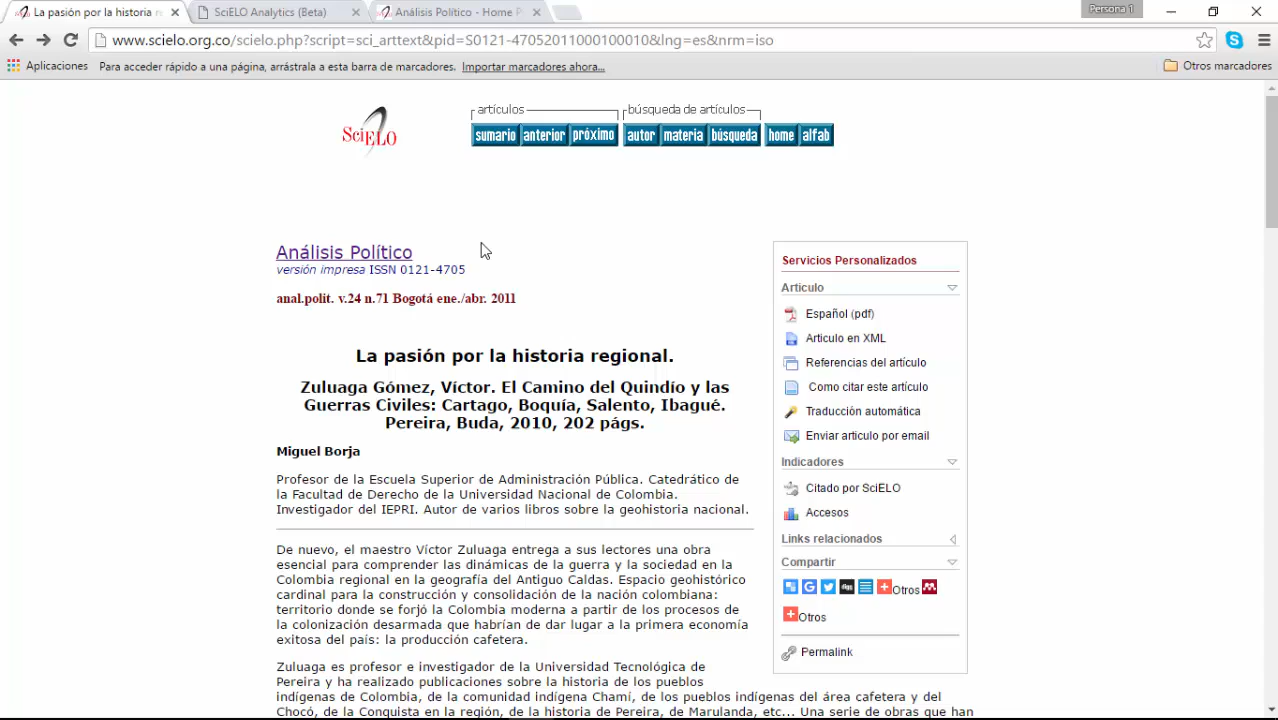 La pasión por la historia re
SciELO Analytics (Beta)
Análisis Político - Home P
Persona 1
www.scielo.org.co/scielo.php?script=sci_arttext&pid=S0121-47052011000100010&lng=es&nrm=iso
Aplicaciones
Para acceder rápido a una página, arrástrala a esta barra de marcadores.
Importar marcadores ahora...
Otros marcadores
SciELO
artículos
búsqueda de artículos
sumario anterior próximo autor materia búsqueda home alfab
Análisis Político
versión impresa ISSN 0121-4705
anal.polit. v.24 n.71 Bogotá ene./abr. 2011
La pasión por la historia regional.
Zuluaga Gómez, Víctor. El Camino del Quindío y las
Guerras Civiles: Cartago, Boquía, Salento, Ibagué.
Pereira, Buda, 2010, 202 págs.
Miguel Borja
Profesor de la Escuela Superior de Administración Pública. Catedrático de
la Facultad de Derecho de la Universidad Nacional de Colombia.
Investigador del IEPRI. Autor de varios libros sobre la geohistoria nacional.
De nuevo, el maestro Víctor Zuluaga entrega a sus lectores una obra
esencial para comprender las dinámicas de la guerra y la sociedad en la
Colombia regional en la geografía del Antiguo Caldas. Espacio geohistórico
cardinal para la construcción y consolidación de la nación colombiana:
territorio donde se forjó la Colombia moderna a partir de los procesos de
la colonización desarmada que habrían de dar lugar a la primera economía
exitosa del país: la producción cafetera.
Zuluaga es profesor e investigador de la Universidad Tecnológica de
Pereira y ha realizado publicaciones sobre la historia de los pueblos
indígenas de Colombia, de la comunidad indígena Chamí, de los pueblos indígenas del área cafetera y del
Chocó, de la Conquista en la región, de la historia de Pereira, de Marulanda, etc... Una serie de obras que han
Servicios Personalizados
Articulo
Español (pdf)
Articulo en XML
Referencias del artículo
Como citar este artículo
Traducción automática
Enviar articulo por email
Indicadores
Citado por SciELO
Accesos
Links relacionados
Compartir
Otros
Otros
Permalink